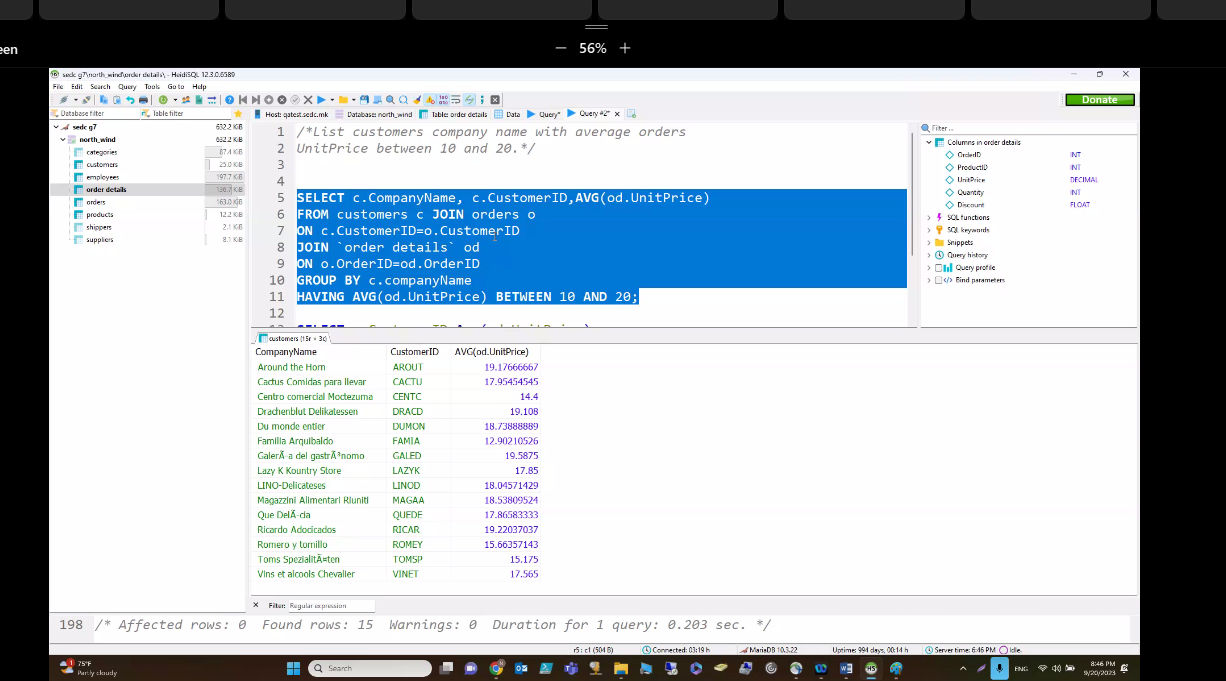 een
56%
sedc g7\north_wind\order details\ - HeidiSQL 12.3.0.6589
File Edit Search Query Tools Go to Help
Donate
Database filter Table filter Host: qatest.sedc.mk Database: north_wind Table: order details Data Query* Query #2*
sedc g7 632.2 KiB
north_wind 632.2 KiB
categories 87.4 KiB
customers 25.0 KiB
employees 197.7 KiB
order details
orders 163.0 KiB
products 12.2 KiB
shippers 2.1 KiB
suppliers 8.1 KiB
1 /*List customers company name with average orders
2 UnitPrice between 10 and 20.*/
3
4
5 SELECT c.CompanyName, c.CustomerID,AVG(od.UnitPrice)
6 FROM customers c JOIN orders o
7 ON c.CustomerID=o.CustomerID
8 JOIN `order details` od
9 ON o.OrderID=od.OrderID
10 GROUP BY c.companyName
11 HAVING AVG(od.UnitPrice) BETWEEN 10 AND 20;
12
Filter ...
Columns in order details
OrderID INT
ProductID INT
UnitPrice DECIMAL
Quantity INT
Discount FLOAT
SQL functions
SQL keywords
Snippets
Query history
Query profile
Bind parameters
customers (15r × 3c)
CompanyName CustomerID AVG(od.UnitPrice)
Around the Horn AROUT 19.17666667
Cactus Comidas para llevar CACTU 17.95454545
Centro comercial Moctezuma CENTC 14.4
Drachenblut Delikatessen DRACD 19.108
Du monde entier DUMON 18.73888889
Familia Arquibaldo FAMIA 12.90210526
GalerÃ-a del gastrÃ³nomo GALED 19.5875
Lazy K Kountry Store LAZYK 17.85
LINO-Delicateses LINOD 18.04571429
Magazzini Alimentari Riuniti MAGAA 18.53809524
Que DelÃ-cia QUEDE 17.86583333
Ricardo Adocicados RICAR 19.22037037
Romero y tomillo ROMEY 15.66357143
Toms SpezialitÃ¤ten TOMSP 15.175
Vins et alcools Chevalier VINET 17.565
Filter: Regular expression
198 /* Affected rows: 0 Found rows: 15 Warnings: 0 Duration for 1 query: 0.203 sec. */
r5 : c1 (504 B) Connected: 03:19 h MariaDB 10.3.22 Uptime: 994 days, 00:14 h Server time: 6:46 PM Idle.
1 75°F
Partly cloudy
Search
ENG
8:46 PM
9/20/2023